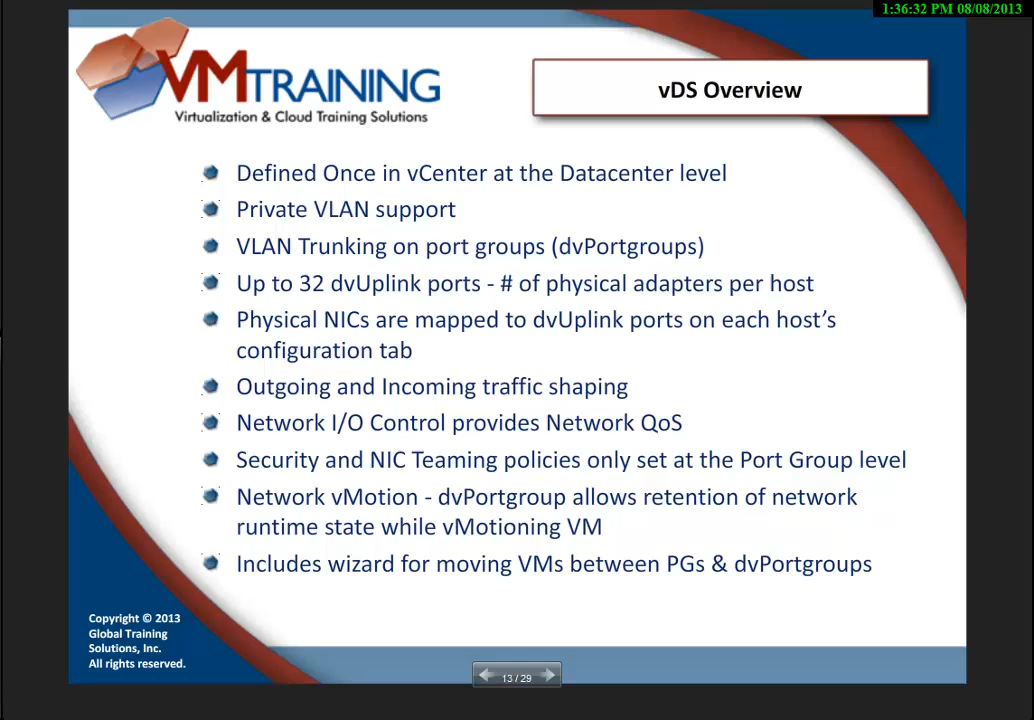 1:36:32 PM 08/08/2013
VMTRAINING
Virtualization & Cloud Training Solutions
vDS Overview
Defined Once in vCenter at the Datacenter level
Private VLAN support
VLAN Trunking on port groups (dvPortgroups)
Up to 32 dvUplink ports - # of physical adapters per host
Physical NICs are mapped to dvUplink ports on each host’s
configuration tab
Outgoing and Incoming traffic shaping
Network I/O Control provides Network QoS
Security and NIC Teaming policies only set at the Port Group level
Network vMotion - dvPortgroup allows retention of network
runtime state while vMotioning VM
Includes wizard for moving VMs between PGs & dvPortgroups
Copyright © 2013
Global Training
Solutions, Inc.
All rights reserved.
13 / 29